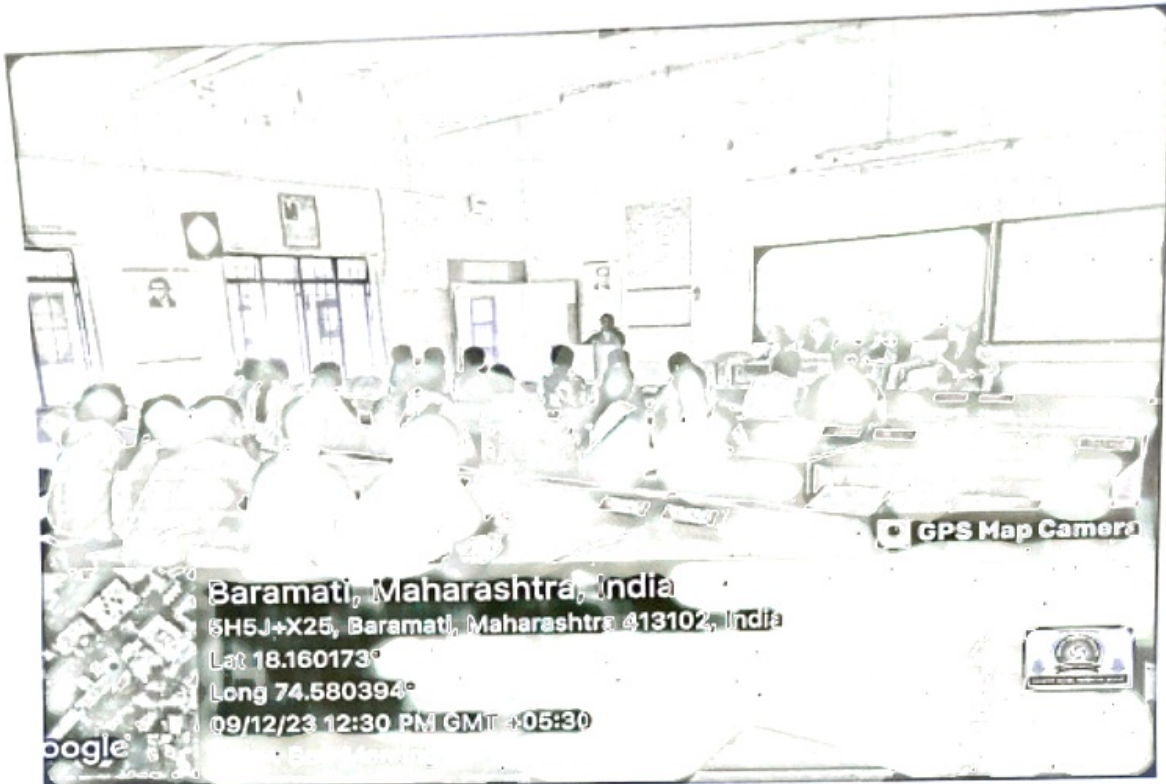 GPS Map Camera
Baramati, Maharashtra, India
5H5J+X25, Baramati, Maharashtra 413102, India
Lat 18.160173°
Long 74.580394°
09/12/23 12:30 PM GMT +05:30
oogle